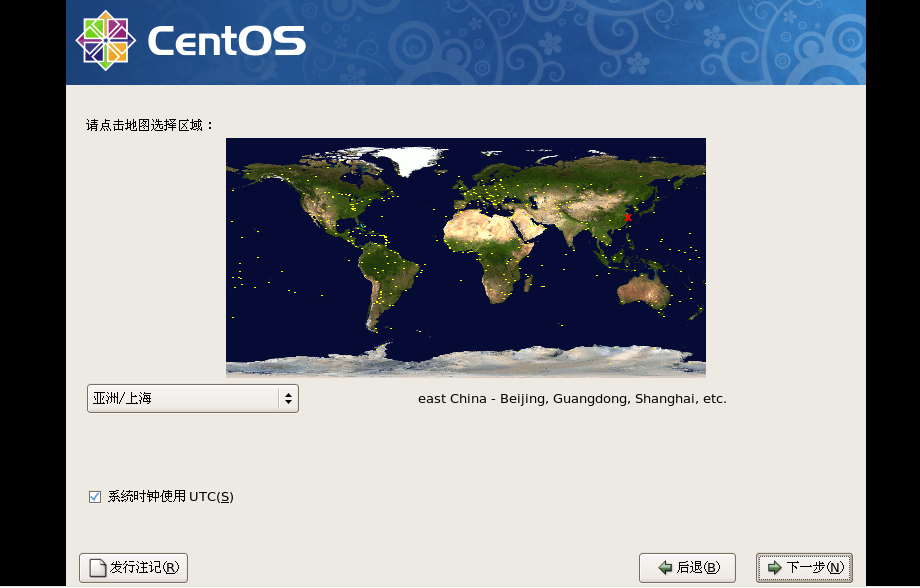 CentOS
请点击地图选择区域：
亚洲/上海
east China - Beijing, Guangdong, Shanghai, etc.
系统时钟使用 UTC(S)
发行注记(R)
后退(B)
下一步(N)